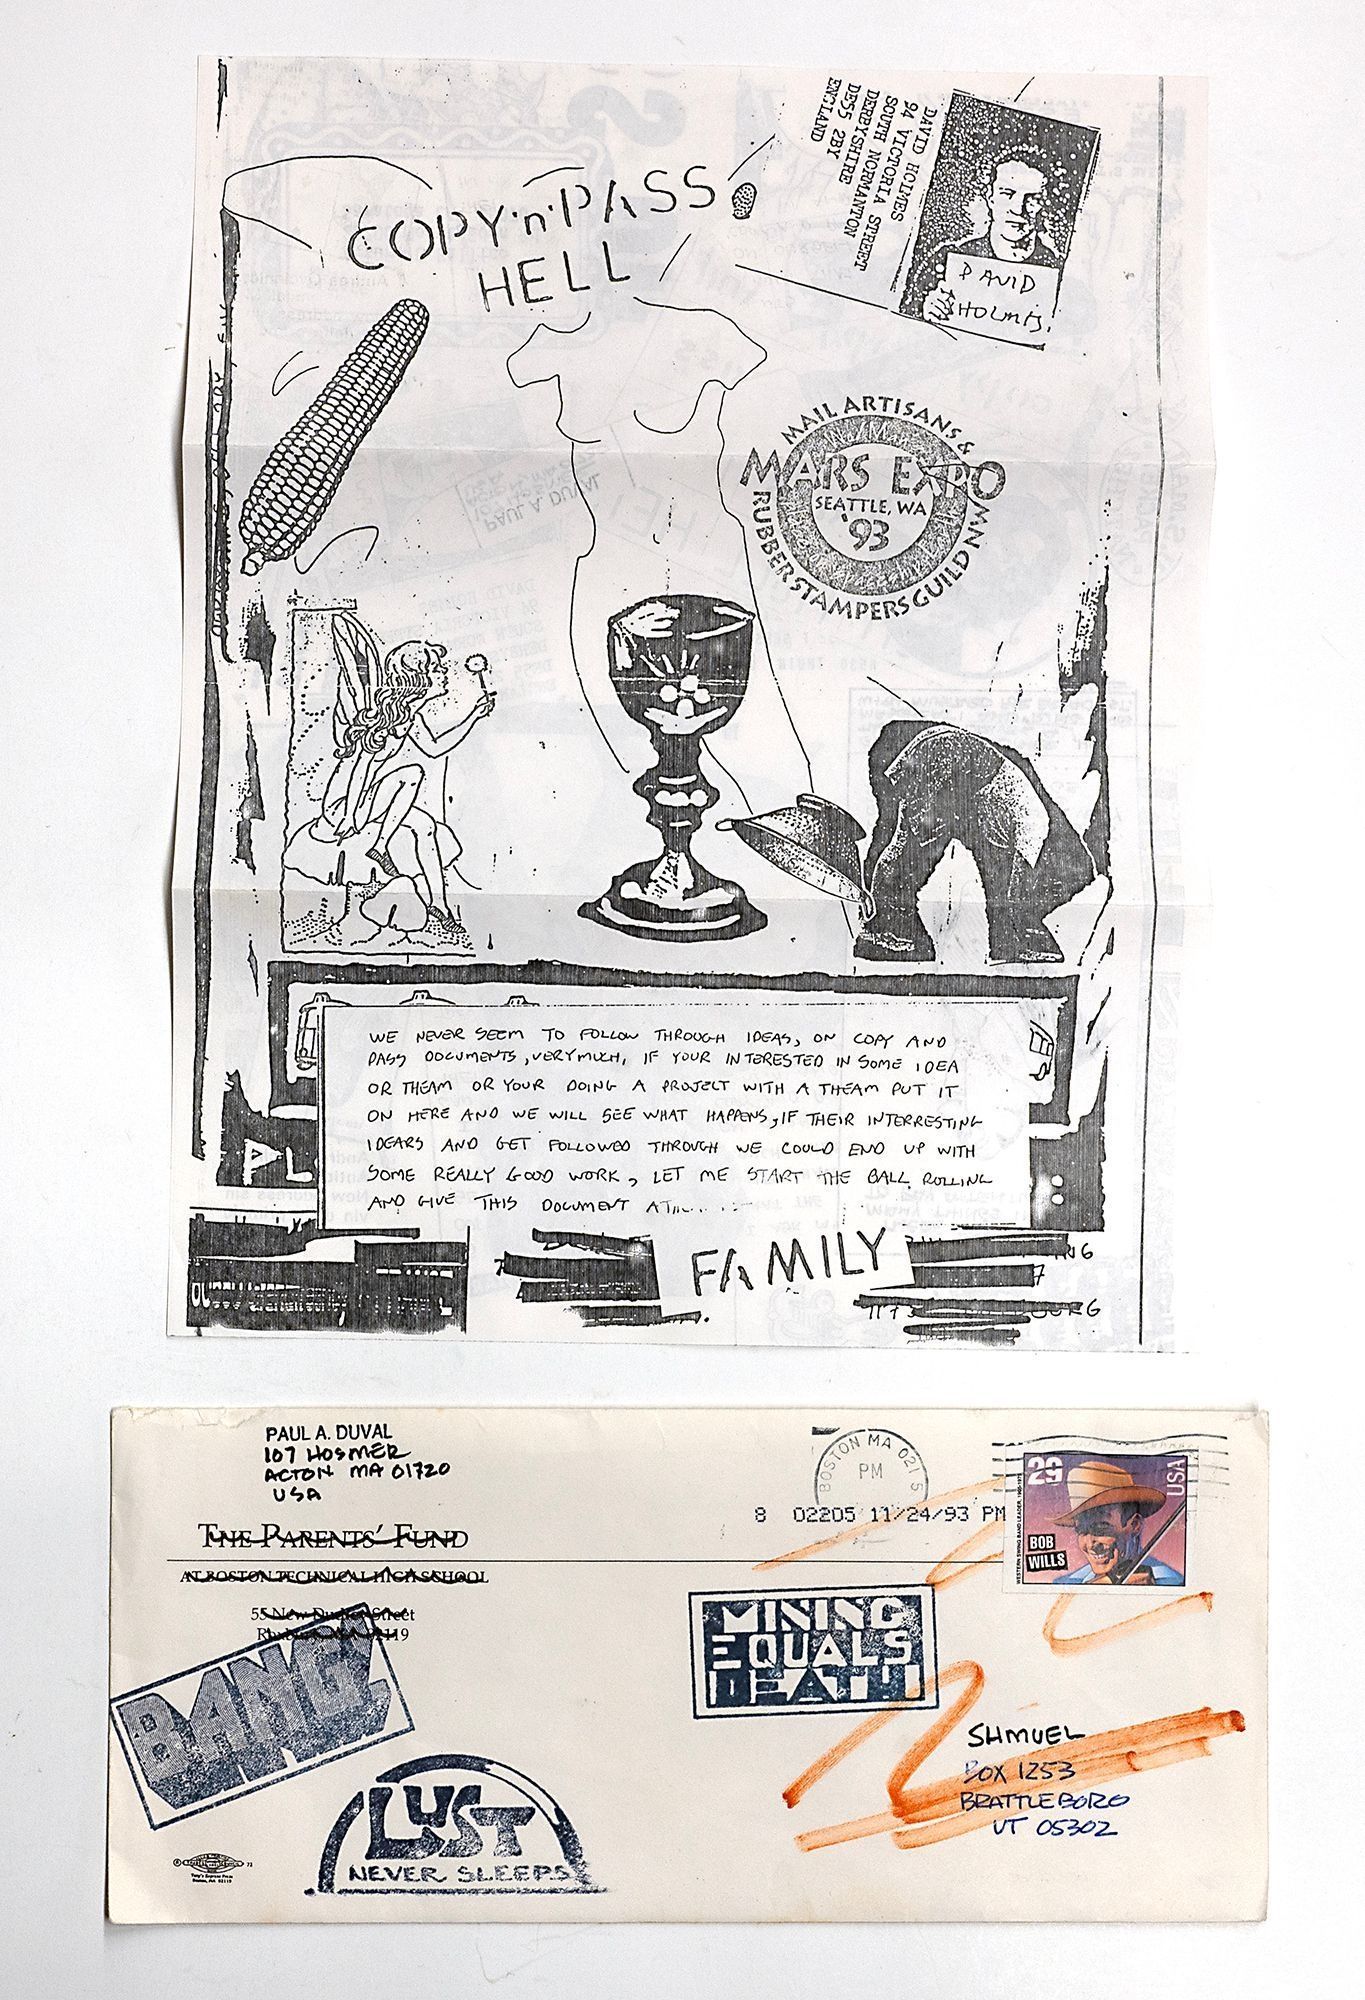 COPY 'n' PASS
HELL
DAVID HOLMES
94 VICTORIA STREET
SOUTH NORMANTON
DERBYSHIRE
DE55 2BY
ENGLAND
DAVID
HOLMES.
MAIL ARTISANS &
MARS EXPO
SEATTLE, WA
'93
RUBBER STAMPERS GUILD NW
WE NEVER SEEM TO FOLLOW THROUGH IDEAS, ON COPY AND
PASS DOCUMENTS, VERY MUCH, IF YOUR INTERESTED IN SOME IDEA
OR THEAM OR YOUR DOING A PROJECT WITH A THEAM PUT IT
ON HERE AND WE WILL SEE WHAT HAPPENS, IF THEIR INTERRESTING
IDEARS AND GET FOLLOWED THROUGH WE COULD END UP WITH
SOME REALLY GOOD WORK, LET ME START THE BALL ROLLING
AND GIVE THIS DOCUMENT A
FAMILY
PAUL A. DUVAL
107 HOSMER
ACTON MA 01720
USA
THE PARENTS' FUND
AT BOSTON TECHNICAL HIGH SCHOOL
55 New Street
02119
BOSTON MA
PM
8 02205 11/24/93 PM
29
USA
BOB
WILLS
MINING
EQUALS
DEATH
BANG
LUST
NEVER SLEEPS
SHMUEL
BOX 1253
BRATTLEBORO
VT 05302